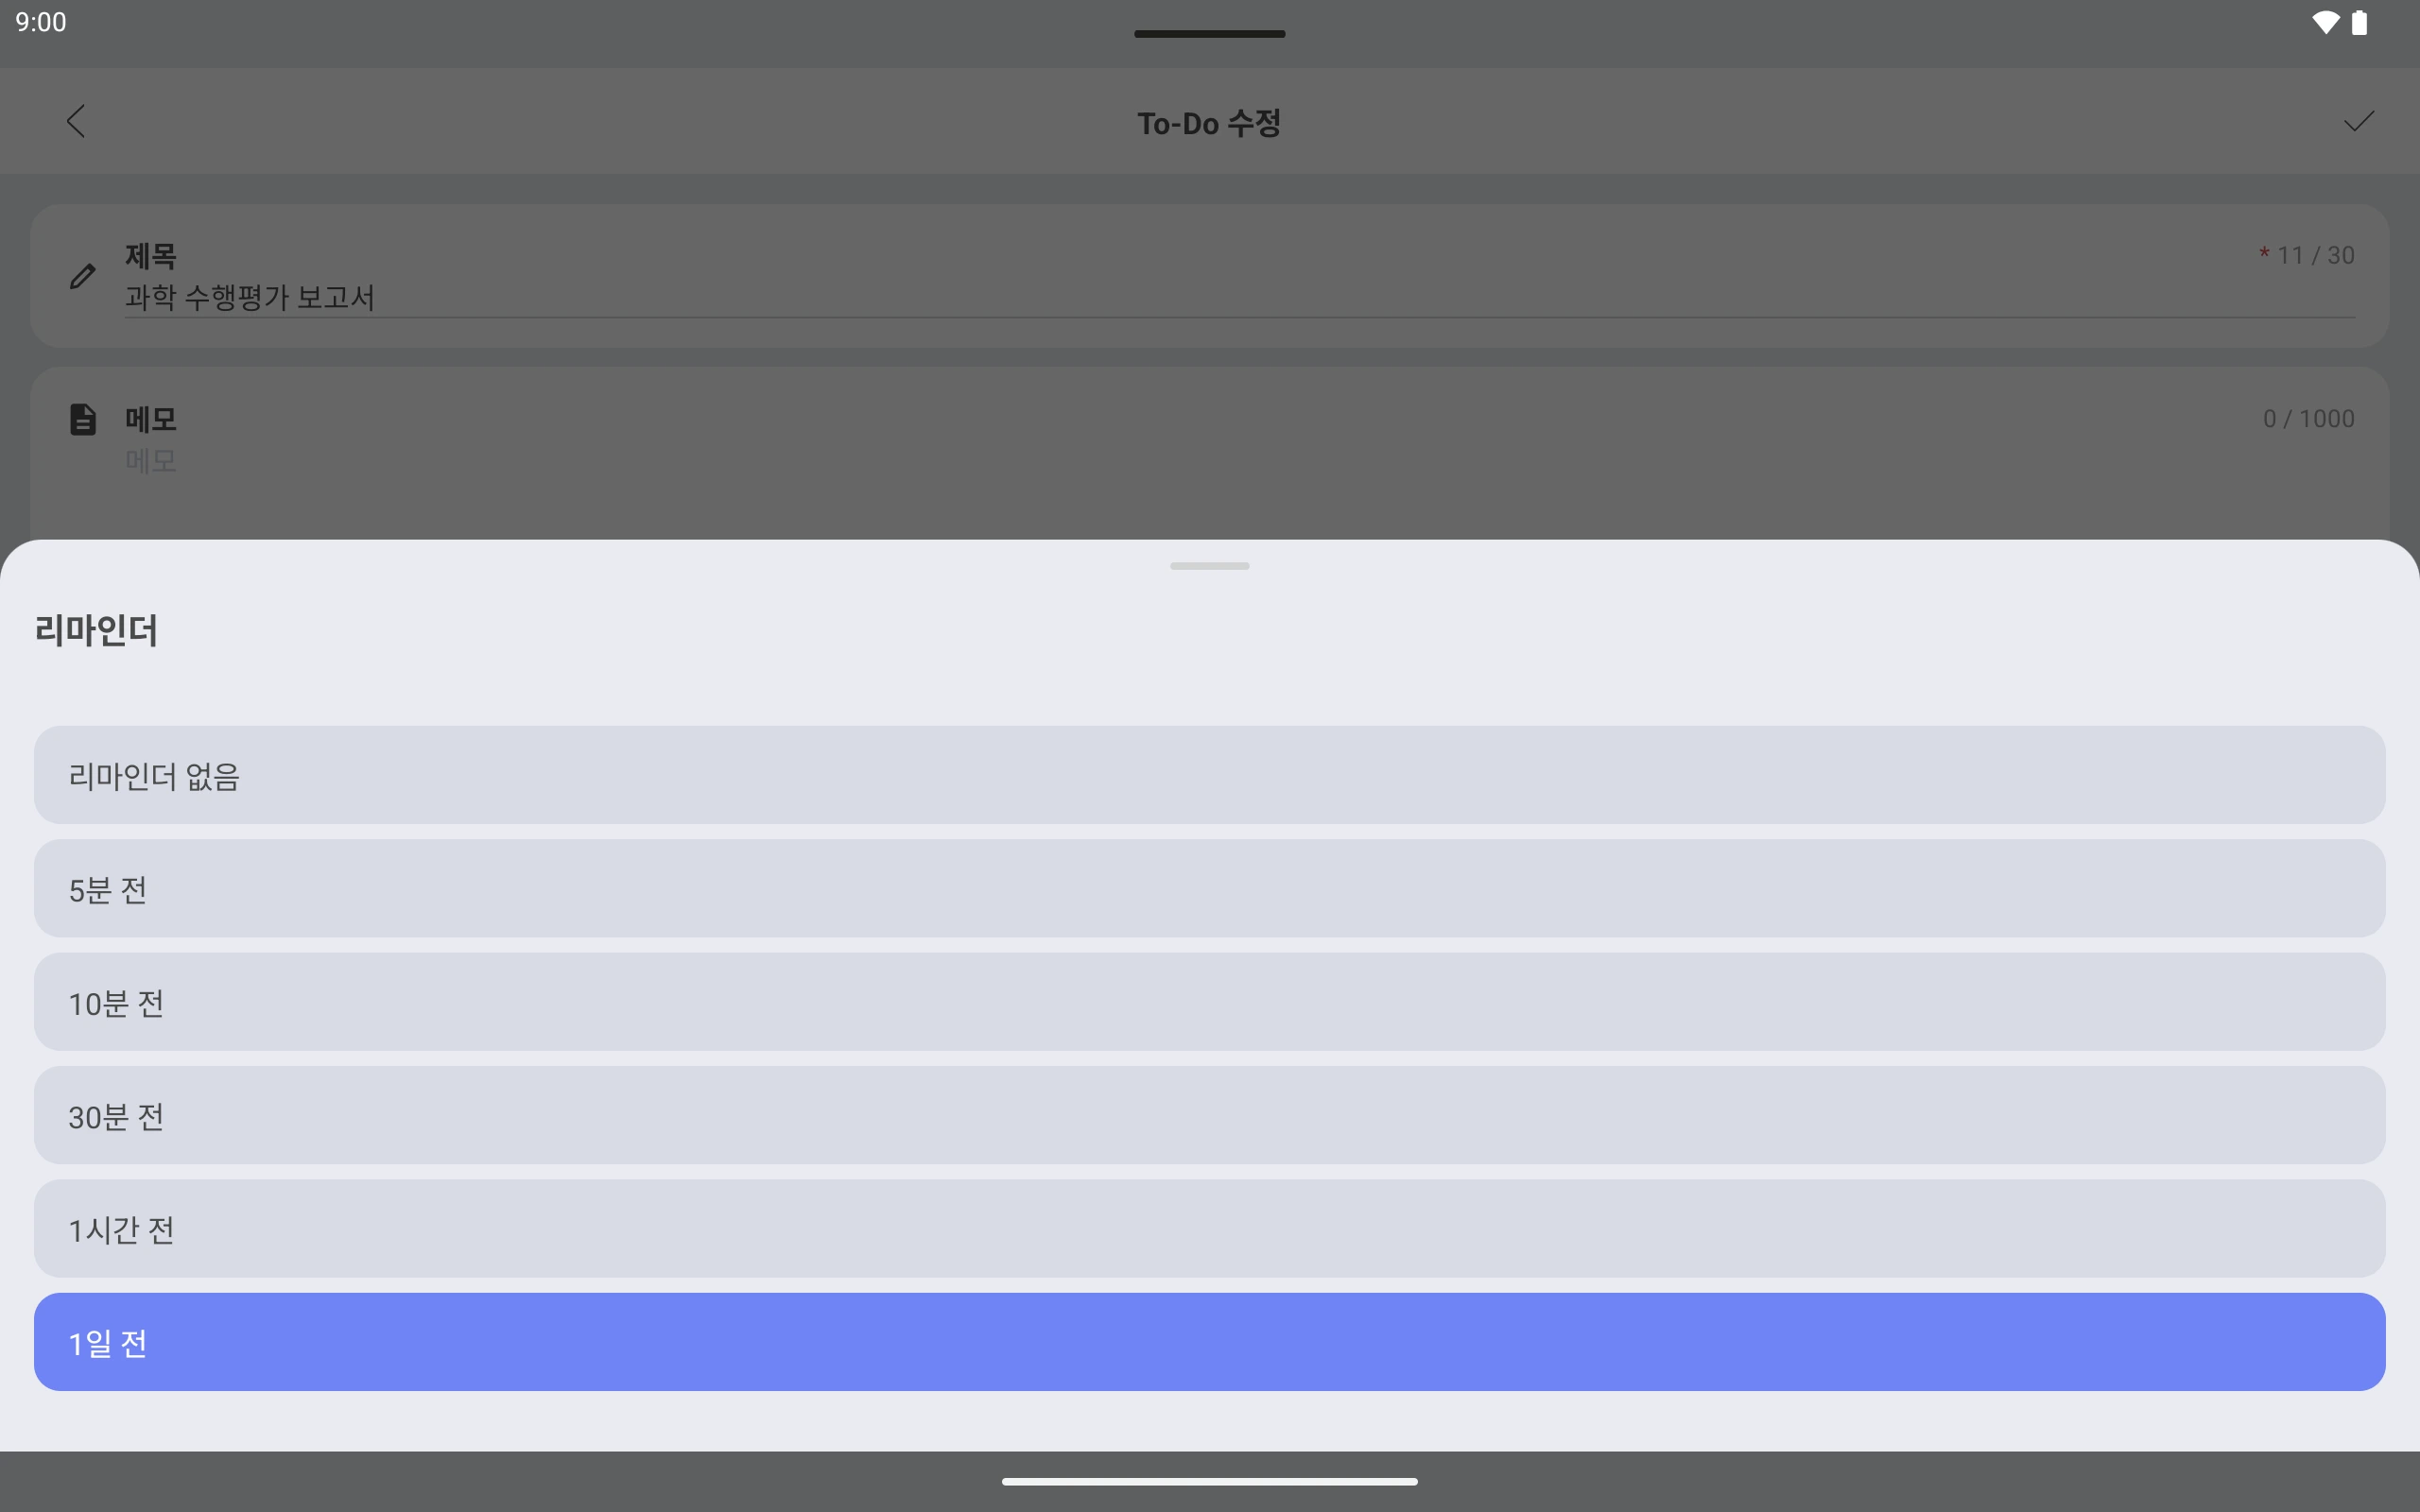 9:00
To-Do 수정
제목
* 11 / 30
과학 수행평가 보고서
메모
0 / 1000
메모
리마인더
리마인더 없음
5분 전
10분 전
30분 전
1시간 전
1일 전